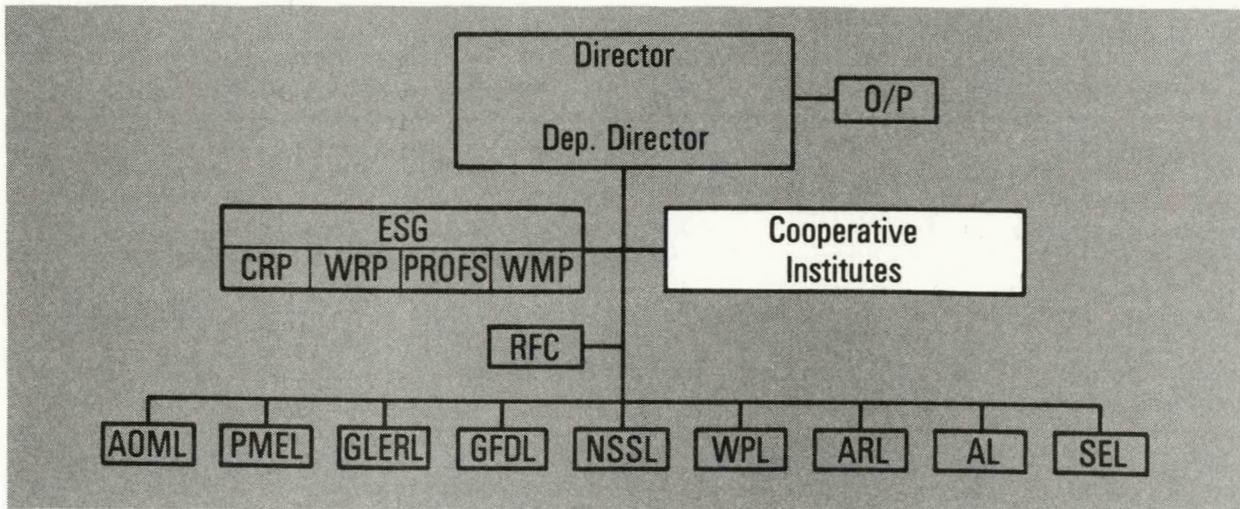 Director
O/P
Dep. Director
ESG
CRP WRP PROFS WMP
Cooperative
Institutes
RFC
AOML PMEL GLERL GFDL NSSL WPL ARL AL SEL